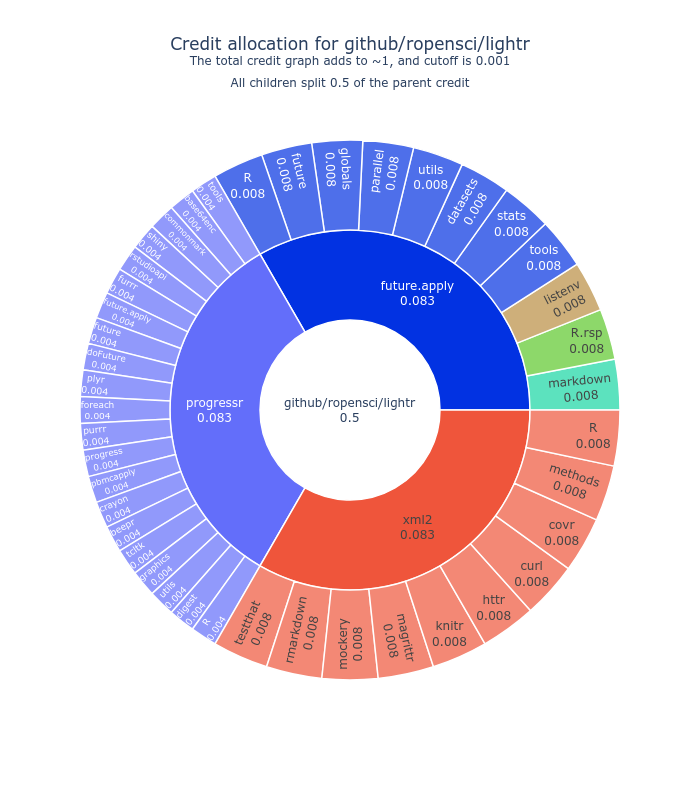 Credit allocation for github/ropensci/lightr
The total credit graph adds to ~1, and cutoff is 0.001
All children split 0.5 of the parent credit
github/ropensci/lightr
0.5
future.apply
0.083
progressr
0.083
xml2
0.083
R
0.008
future
0.008
globals
0.008
parallel
0.008
utils
0.008
datasets
0.008
stats
0.008
tools
0.008
listenv
0.008
R.rsp
0.008
markdown
0.008
R
0.008
methods
0.008
covr
0.008
curl
0.008
httr
0.008
knitr
0.008
magrittr
0.008
mockery
0.008
rmarkdown
0.008
testthat
0.008
tools
0.004
base64enc
0.004
commonmark
0.004
shiny
0.004
rstudioapi
0.004
furrr
0.004
future.apply
0.004
future
0.004
doFuture
0.004
plyr
0.004
foreach
0.004
purrr
0.004
progress
0.004
pbmcapply
0.004
crayon
0.004
beepr
0.004
tcltk
0.004
graphics
0.004
utils
0.004
digest
0.004
R
0.004